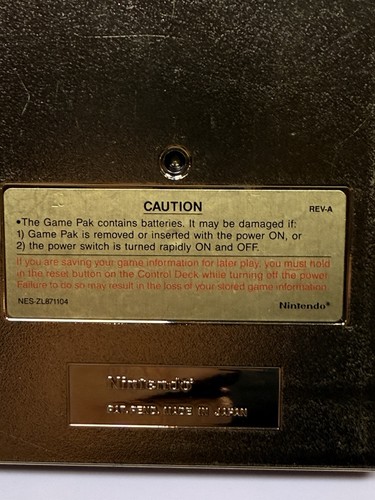 CAUTION
REV-A
•The Game Pak contains batteries. It may be damaged if:
1) Game Pak is removed or inserted with the power ON, or
2) the power switch is turned rapidly ON and OFF.
If you are saving your game information for later play, you must hold
in the reset button on the Control Deck while turning off the power.
Failure to do so may result in the loss of your stored game information.
NES-ZL871104
Nintendo®
Nintendo®
PAT. PEND. MADE IN JAPAN